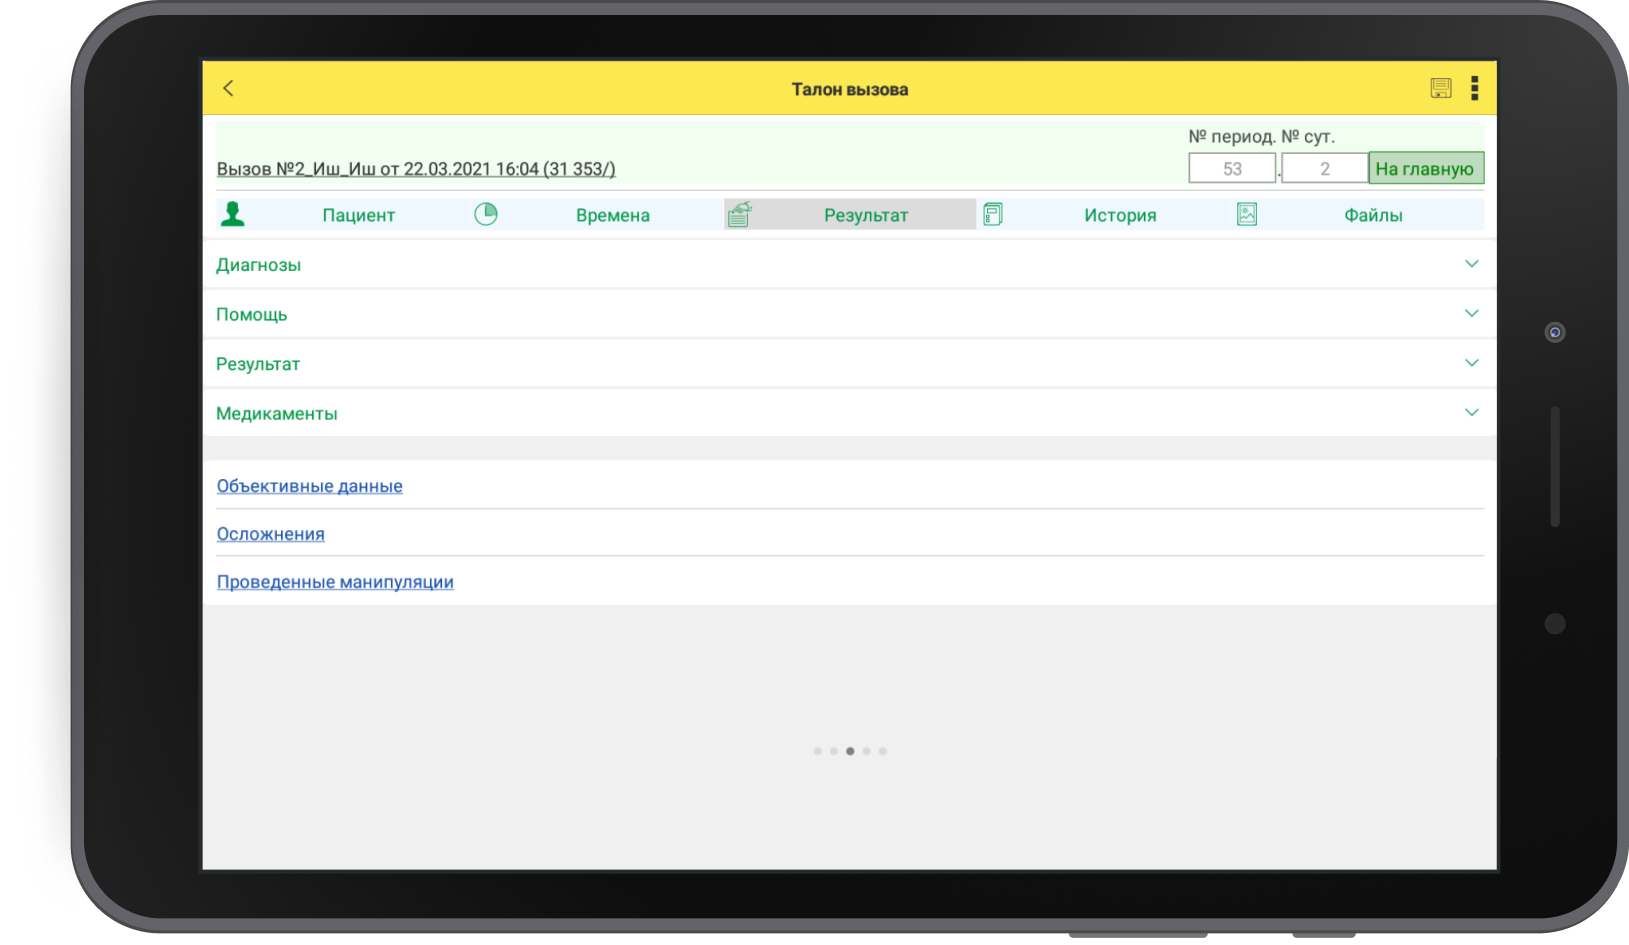 Талон вызова
№ период. № сут.
Вызов №2_Иш_Иш от 22.03.2021 16:04 (31 353/)
53 . 2 На главную
Пациент Времена Результат История Файлы
Диагнозы
Помощь
Результат
Медикаменты
Объективные данные
Осложнения
Проведенные манипуляции